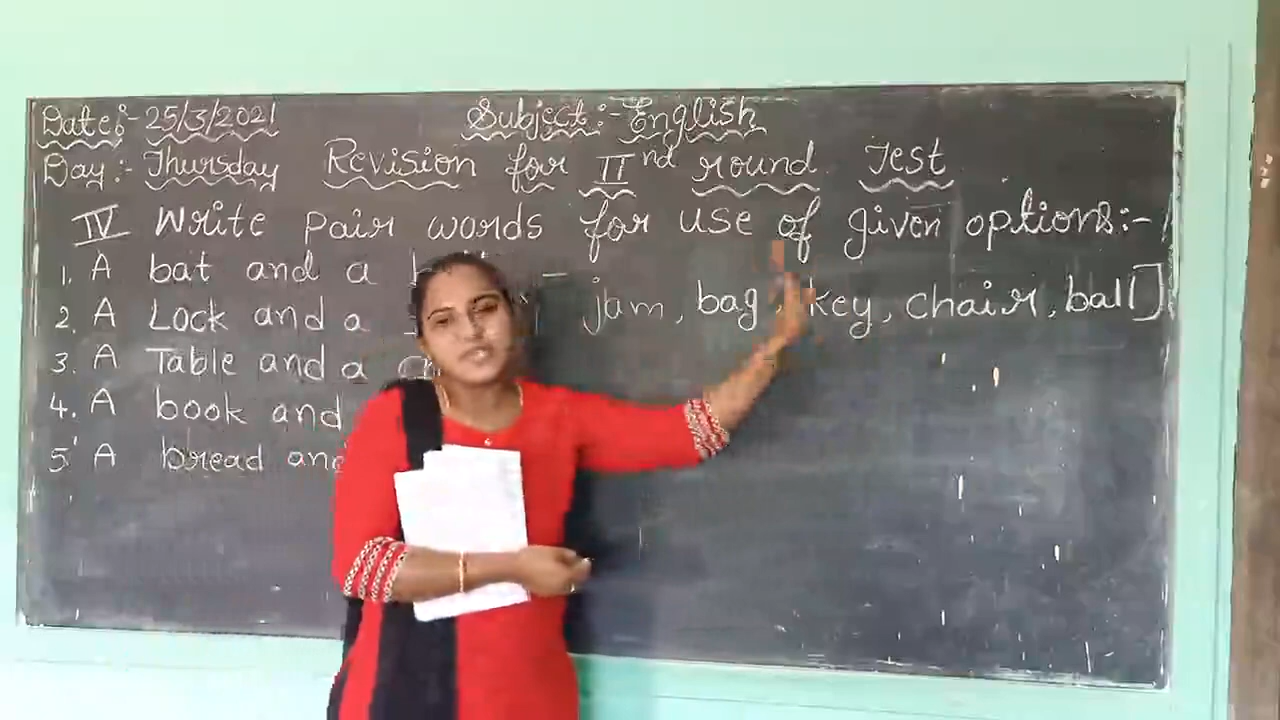 Date:- 25/3/2021 Subject:- English
Day:- Thursday Revision for IInd round Test
IV Write pair words for use of given options:-
1. A bat and a
2. A Lock and a jam, bag, key, chair, ball]
3. A Table and a
4. A book and
5. A bread and